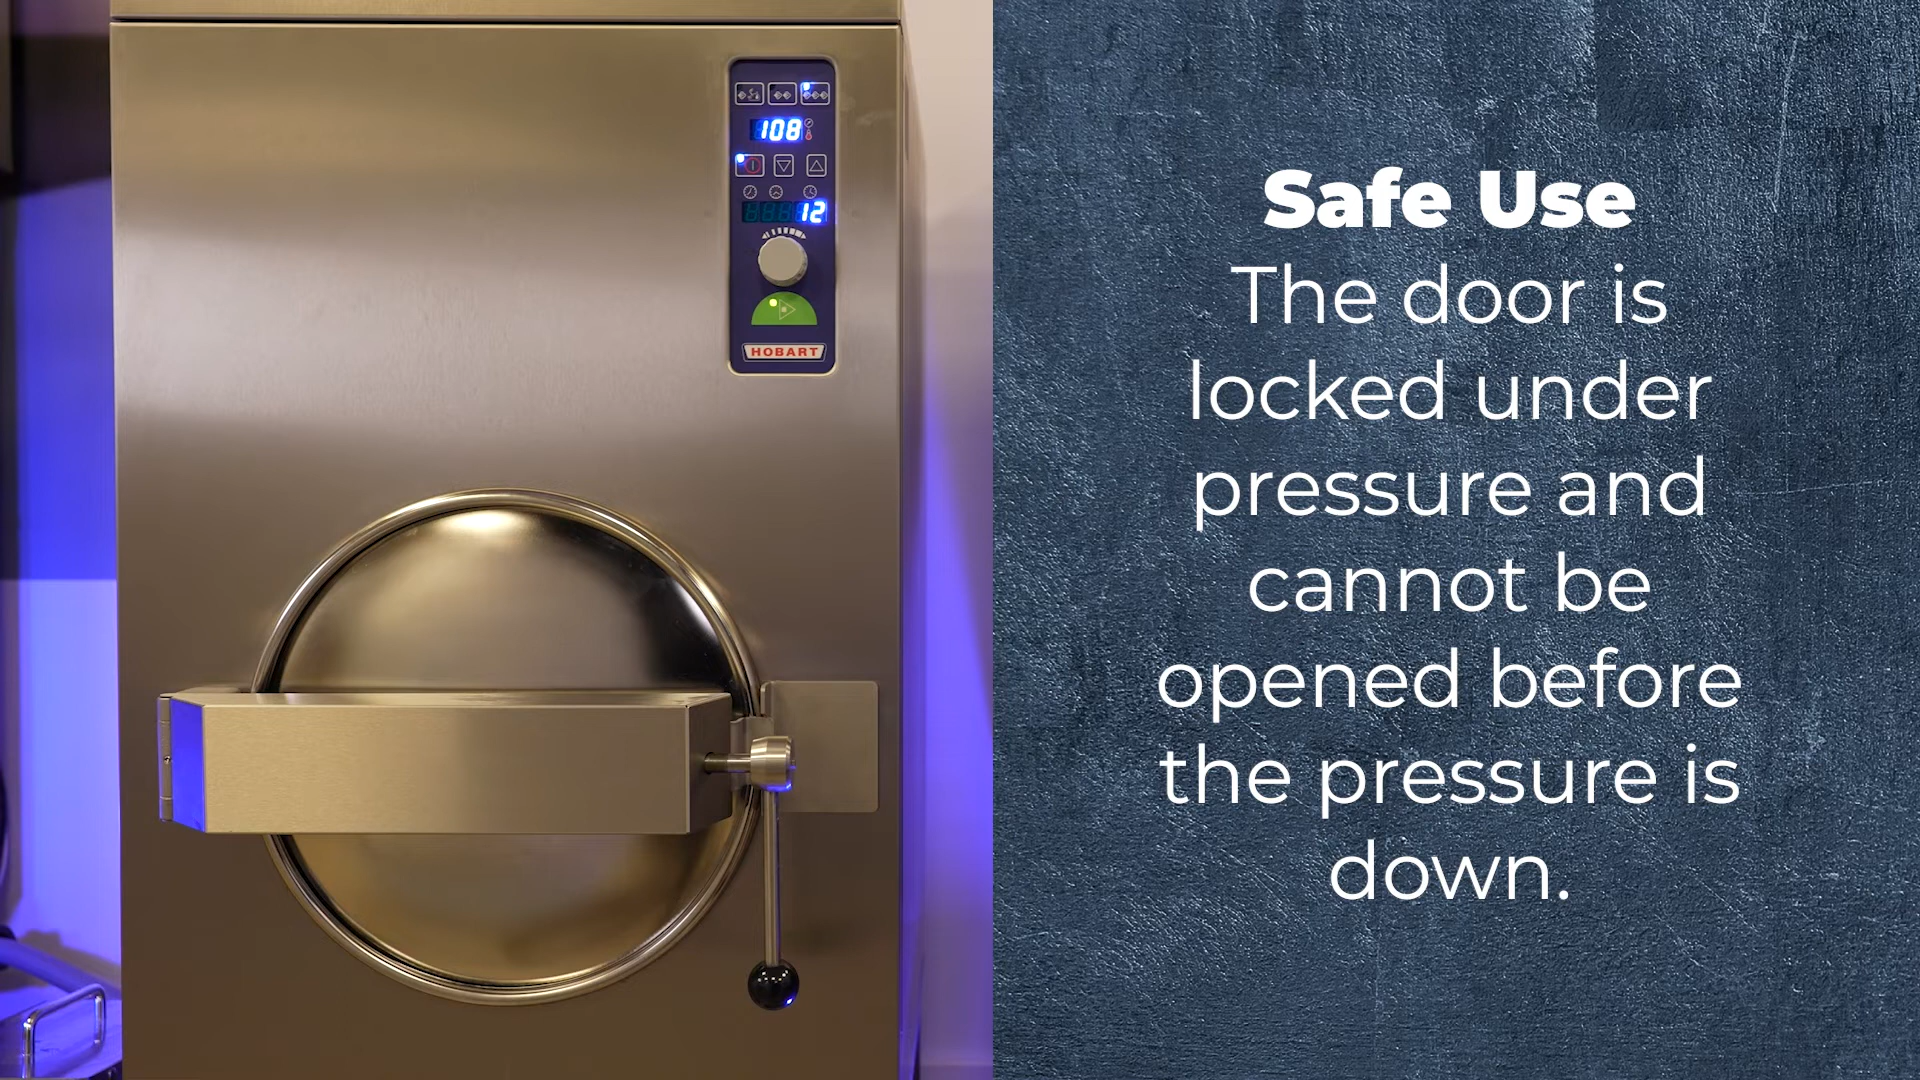 108
12
HOBART
Safe Use
The door is
locked under
pressure and
cannot be
opened before
the pressure is
down.